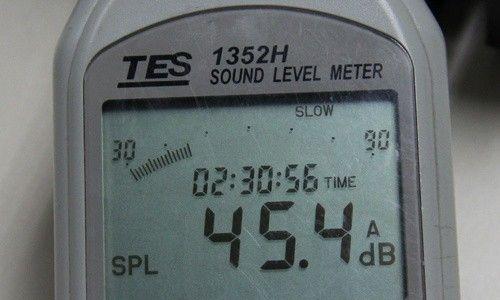 TES 1352H
SOUND LEVEL METER
SLOW
30 90
02:30:56 TIME
45.4 A
SPL dB